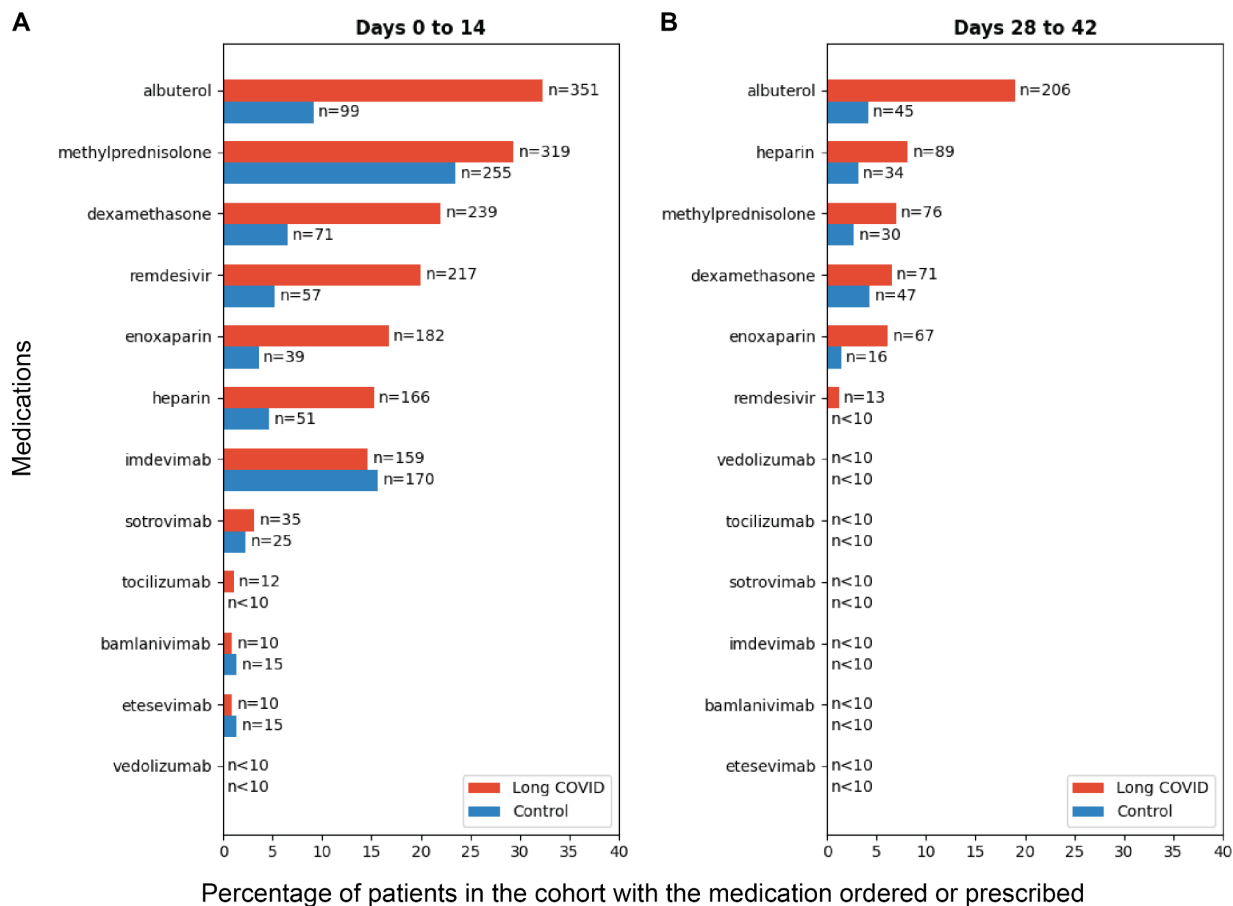 A
Days 0 to 14
Medications
albuterol
n=351
n=99
methylprednisolone
n=319
n=255
dexamethasone
n=239
n=71
remdesivir
n=217
n=57
enoxaparin
n=182
n=39
heparin
n=166
n=51
imdevimab
n=159
n=170
sotrovimab
n=35
n=25
tocilizumab
n=12
n<10
bamlanivimab
n=10
n=15
etesevimab
n=10
n=15
vedolizumab
n<10
n<10
Long COVID
Control
0 5 10 15 20 25 30 35 40
B
Days 28 to 42
albuterol
n=206
n=45
heparin
n=89
n=34
methylprednisolone
n=76
n=30
dexamethasone
n=71
n=47
enoxaparin
n=67
n=16
remdesivir
n=13
n<10
vedolizumab
n<10
n<10
tocilizumab
n<10
n<10
sotrovimab
n<10
n<10
imdevimab
n<10
n<10
bamlanivimab
n<10
n<10
etesevimab
n<10
n<10
Long COVID
Control
0 5 10 15 20 25 30 35 40
Percentage of patients in the cohort with the medication ordered or prescribed